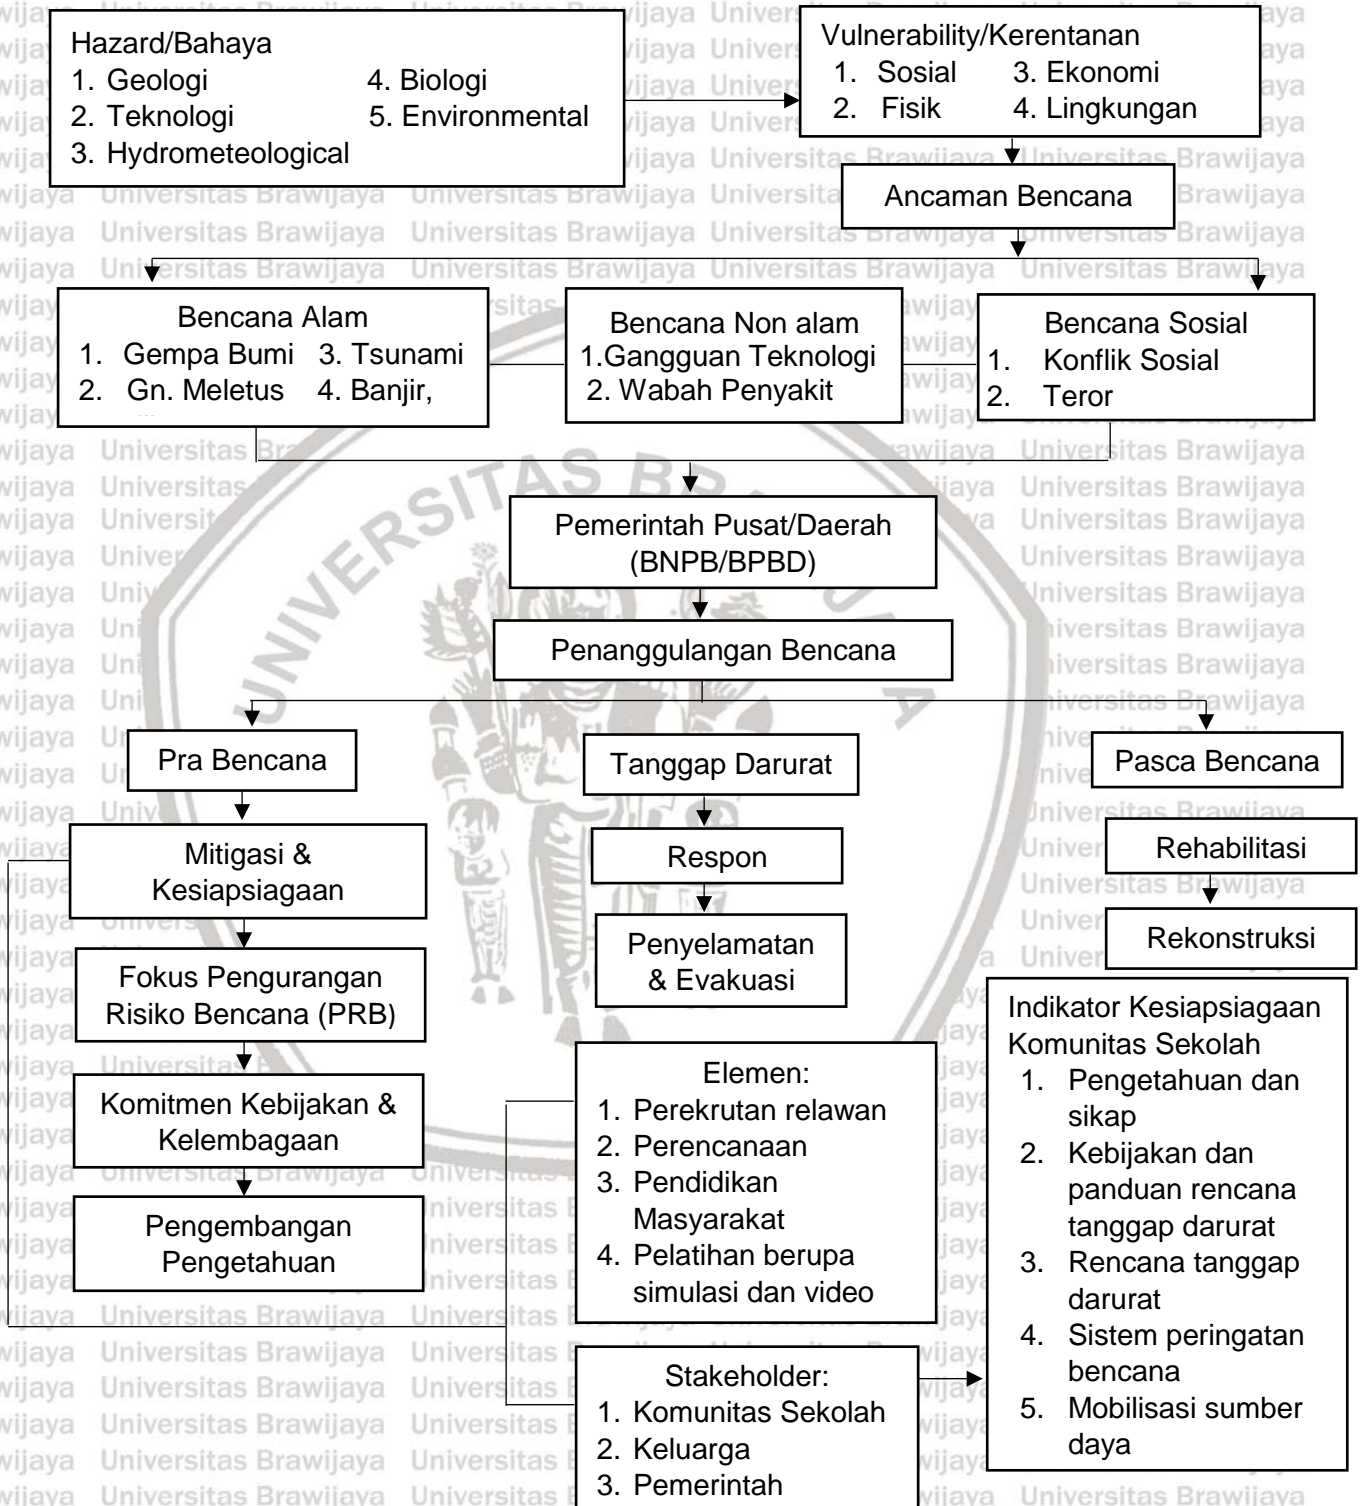 Hazard/Bahaya
1. Geologi 4. Biologi
2. Teknologi 5. Environmental
3. Hydrometeological
Vulnerability/Kerentanan
1. Sosial 3. Ekonomi
2. Fisik 4. Lingkungan
Ancaman Bencana
Bencana Alam
1. Gempa Bumi 3. Tsunami
2. Gn. Meletus 4. Banjir,
Bencana Non alam
1.Gangguan Teknologi
2. Wabah Penyakit
Bencana Sosial
1. Konflik Sosial
2. Teror
Pemerintah Pusat/Daerah
(BNPB/BPBD)
Penanggulangan Bencana
Pra Bencana
Tanggap Darurat
Pasca Bencana
Mitigasi &
Kesiapsiagaan
Respon
Rehabilitasi
Fokus Pengurangan
Risiko Bencana (PRB)
Penyelamatan
& Evakuasi
Rekonstruksi
Komitmen Kebijakan &
Kelembagaan
Pengembangan
Pengetahuan
Elemen:
1. Perekrutan relawan
2. Perencanaan
3. Pendidikan
Masyarakat
4. Pelatihan berupa
simulasi dan video
Stakeholder:
1. Komunitas Sekolah
2. Keluarga
3. Pemerintah
Indikator Kesiapsiagaan
Komunitas Sekolah
1. Pengetahuan dan
sikap
2. Kebijakan dan
panduan rencana
tanggap darurat
3. Rencana tanggap
darurat
4. Sistem peringatan
bencana
5. Mobilisasi sumber
daya
UNIVERSITAS BRAWIJAYA
Universitas Brawijaya